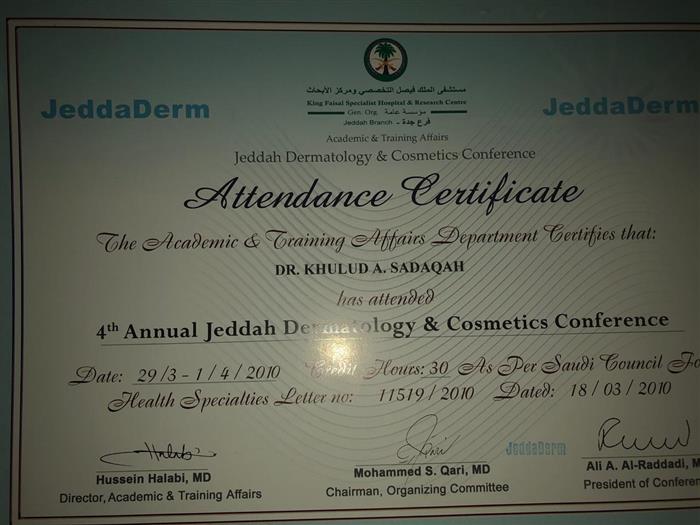 مستشفى الملك فيصل التخصصي ومركز الأبحاث
JeddaDerm
King Faisal Specialist Hospital & Research Centre
JeddaDerm
Gen. Org. مؤسسة عامة
Jeddah Branch - فرع جدة
Academic & Training Affairs
Jeddah Dermatology & Cosmetics Conference
Attendance Certificate
The Academic & Training Affairs Department Certifies that:
DR. KHULUD A. SADAQAH
has attended
4th Annual Jeddah Dermatology & Cosmetics Conference
Date: 29/3 - 1/4/2010 Credit Hours: 30 As Per Saudi Council Fo
Health Specialties Letter no: 11519/2010 Dated: 18/03/2010
JeddaDerm
Hussein Halabi, MD
Director, Academic & Training Affairs
Mohammed S. Qari, MD
Chairman, Organizing Committee
Ali A. Al-Raddadi, M
President of Conferen